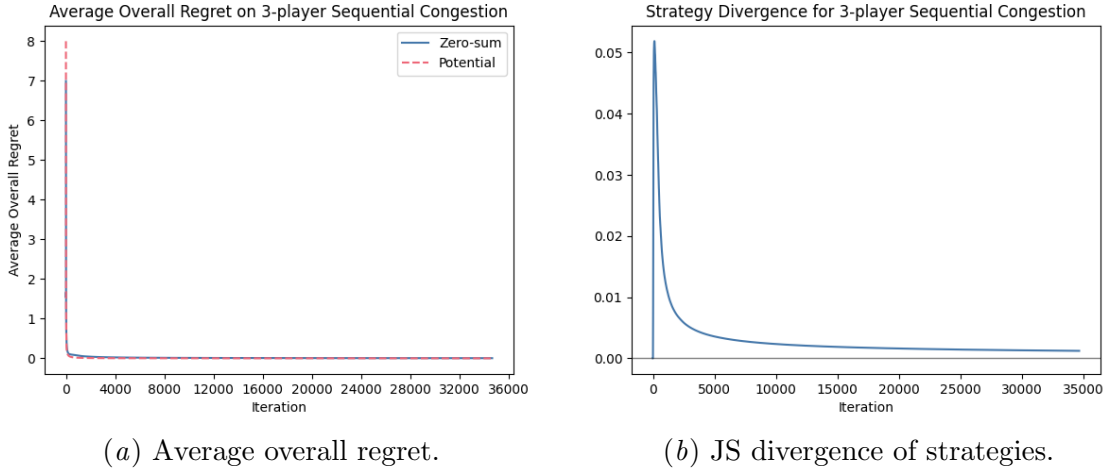 Average Overall Regret on 3-player Sequential Congestion
Average Overall Regret
8
7
6
5
4
3
2
1
0
Zero-sum
Potential
0 4000 8000 12000 16000 20000 24000 28000 32000 36000
Iteration
(a) Average overall regret.
Strategy Divergence for 3-player Sequential Congestion
0.05
0.04
0.03
0.02
0.01
0.00
0 5000 10000 15000 20000 25000 30000 35000
Iteration
(b) JS divergence of strategies.